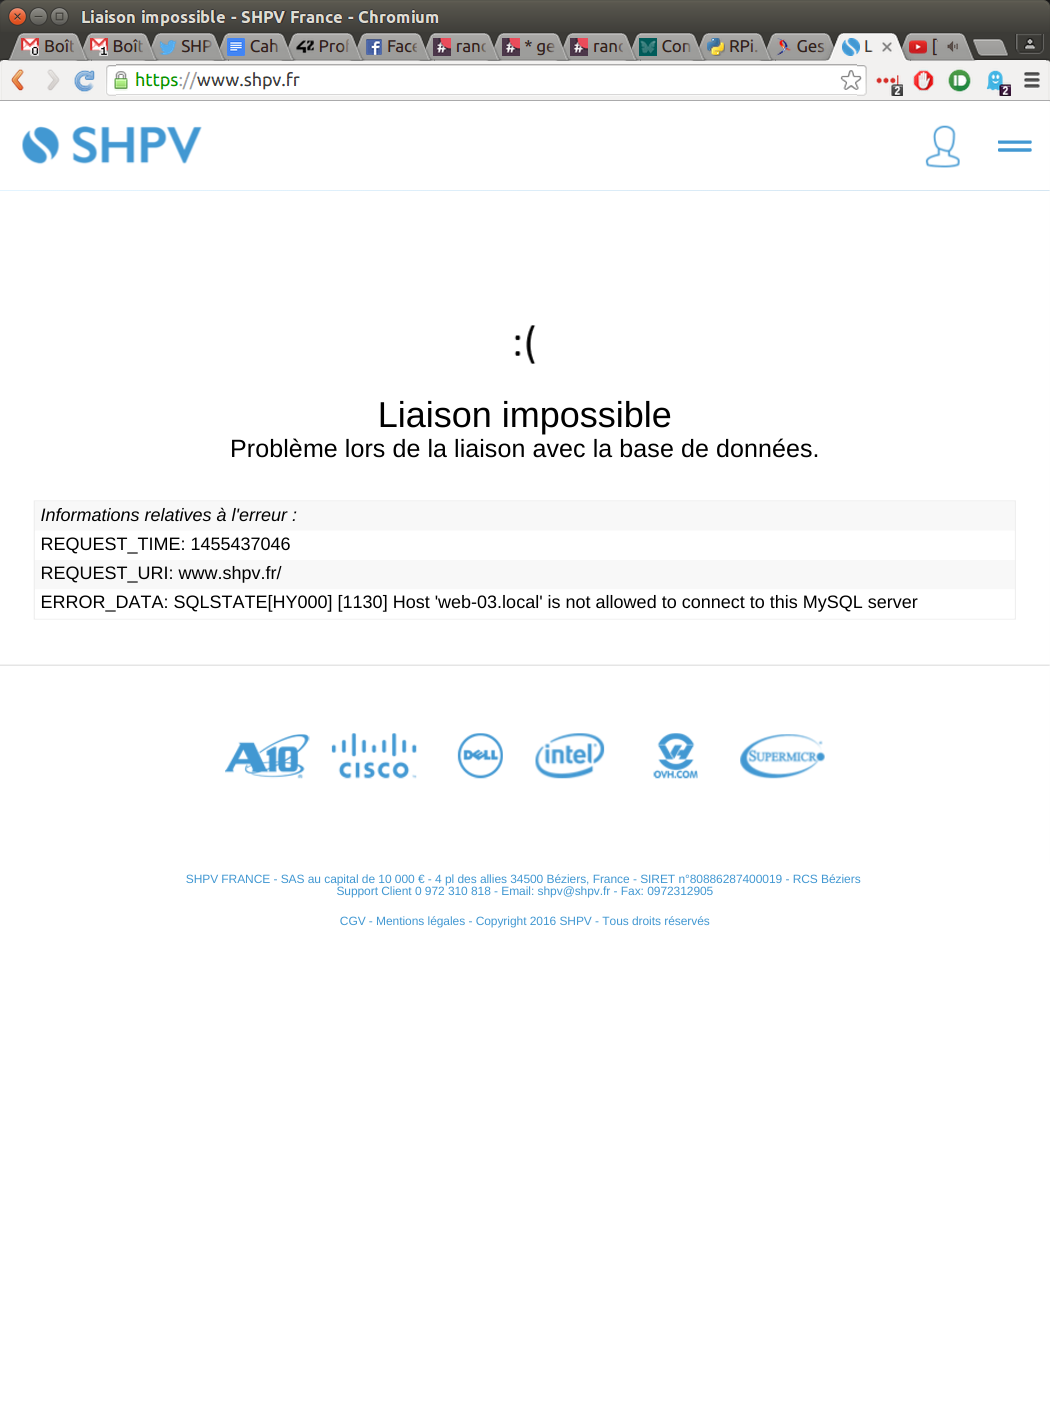 Liaison impossible - SHPV France - Chromium
Boît Boît SHP Cah Prof Face rand * ge rand Con RPi. Ges L [
https://www.shpv.fr
2 2
SHPV
:(
Liaison impossible
Problème lors de la liaison avec la base de données.
Informations relatives à l'erreur :
REQUEST_TIME: 1455437046
REQUEST_URI: www.shpv.fr/
ERROR_DATA: SQLSTATE[HY000] [1130] Host 'web-03.local' is not allowed to connect to this MySQL server
A10 CISCO DELL intel OVH.COM SUPERMICRO
SHPV FRANCE - SAS au capital de 10 000 € - 4 pl des allies 34500 Béziers, France - SIRET n°80886287400019 - RCS Béziers
Support Client 0 972 310 818 - Email: shpv@shpv.fr - Fax: 0972312905
CGV - Mentions légales - Copyright 2016 SHPV - Tous droits réservés